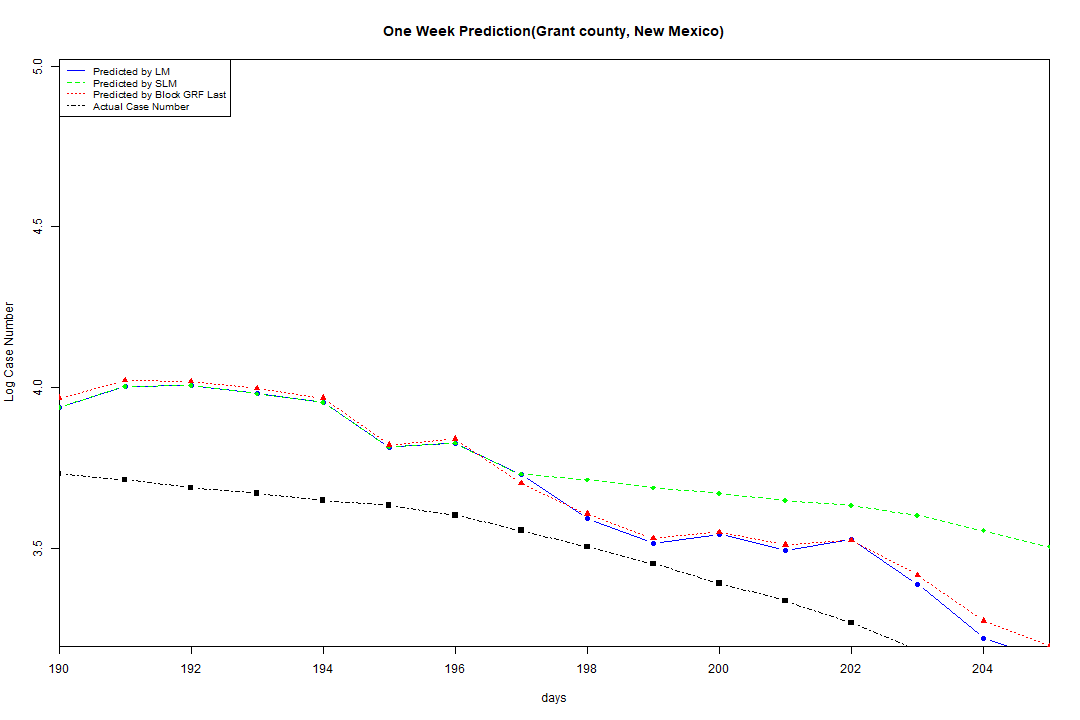 One Week Prediction(Grant county, New Mexico)
Predicted by LM
Predicted by SLM
Predicted by Block GRF Last
Actual Case Number
5.0
4.5
4.0
3.5
Log Case Number
190 192 194 196 198 200 202 204
days